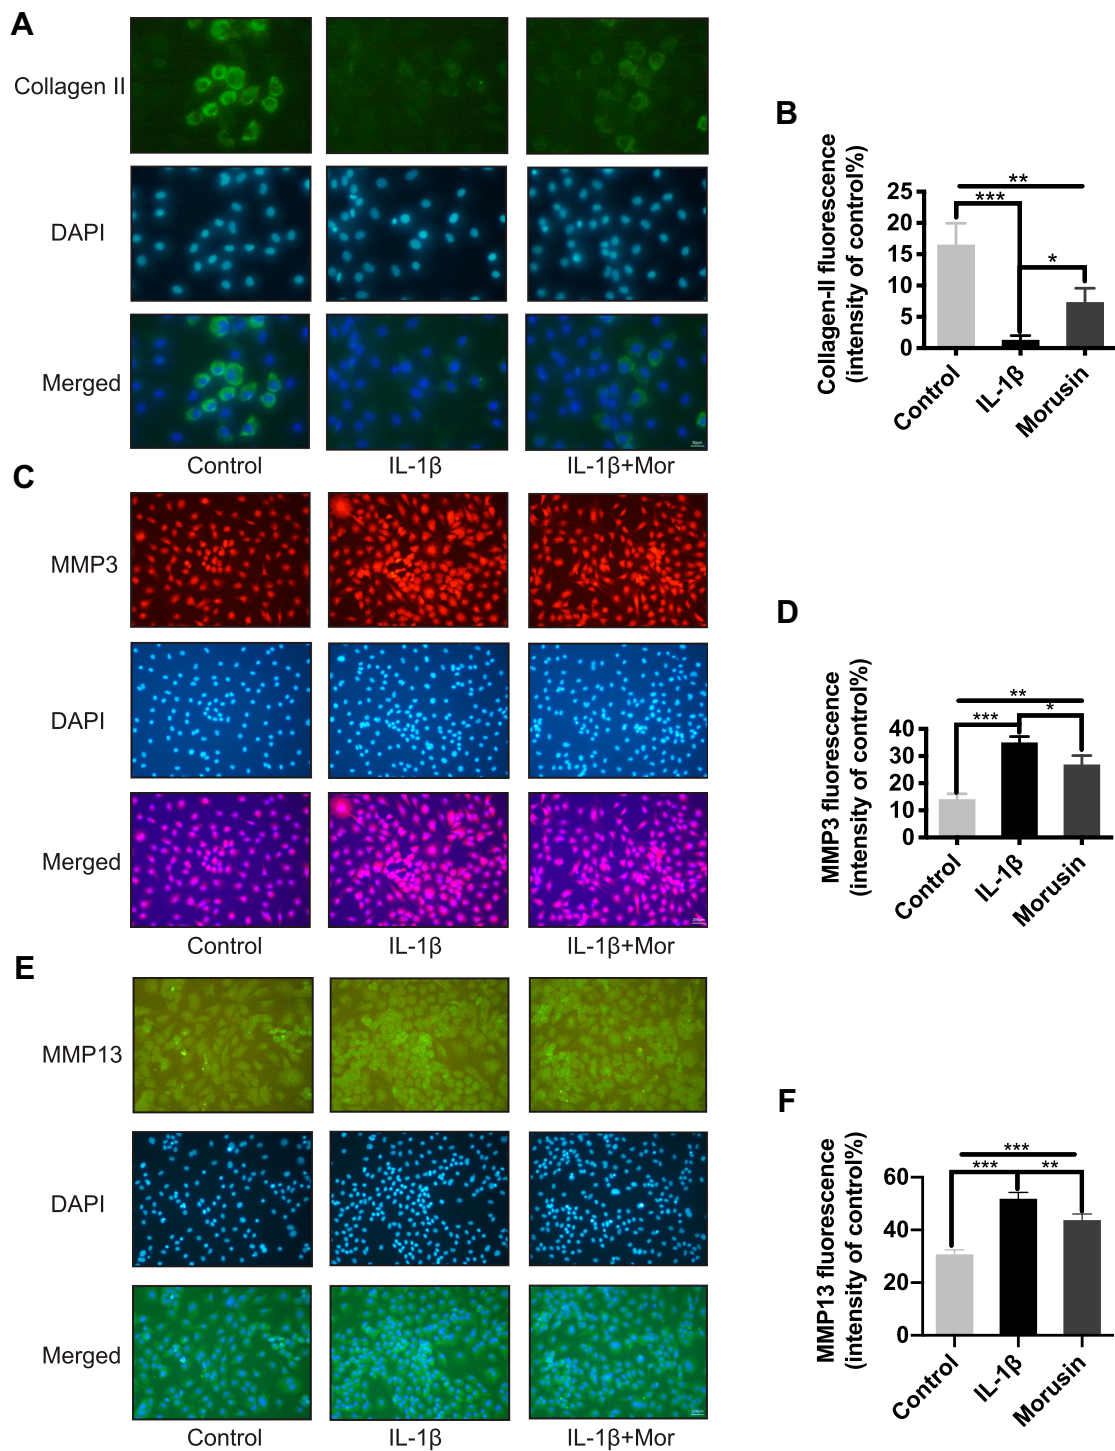 A
Collagen II
DAPI
Merged
Control
IL-1β
IL-1β+Mor
B
Collagen-II fluorescence
(intensity of control%)
25
20
15
10
5
0
**
***
*
Control
IL-1β
Morusin
C
MMP3
DAPI
Merged
Control
IL-1β
IL-1β+Mor
D
MMP3 fluorescence
(intensity of control%)
40
30
20
10
0
**
***
*
Control
IL-1β
Morusin
E
MMP13
DAPI
Merged
Control
IL-1β
IL-1β+Mor
F
MMP13 fluorescence
(intensity of control%)
60
40
20
0
***
***
**
Control
IL-1β
Morusin